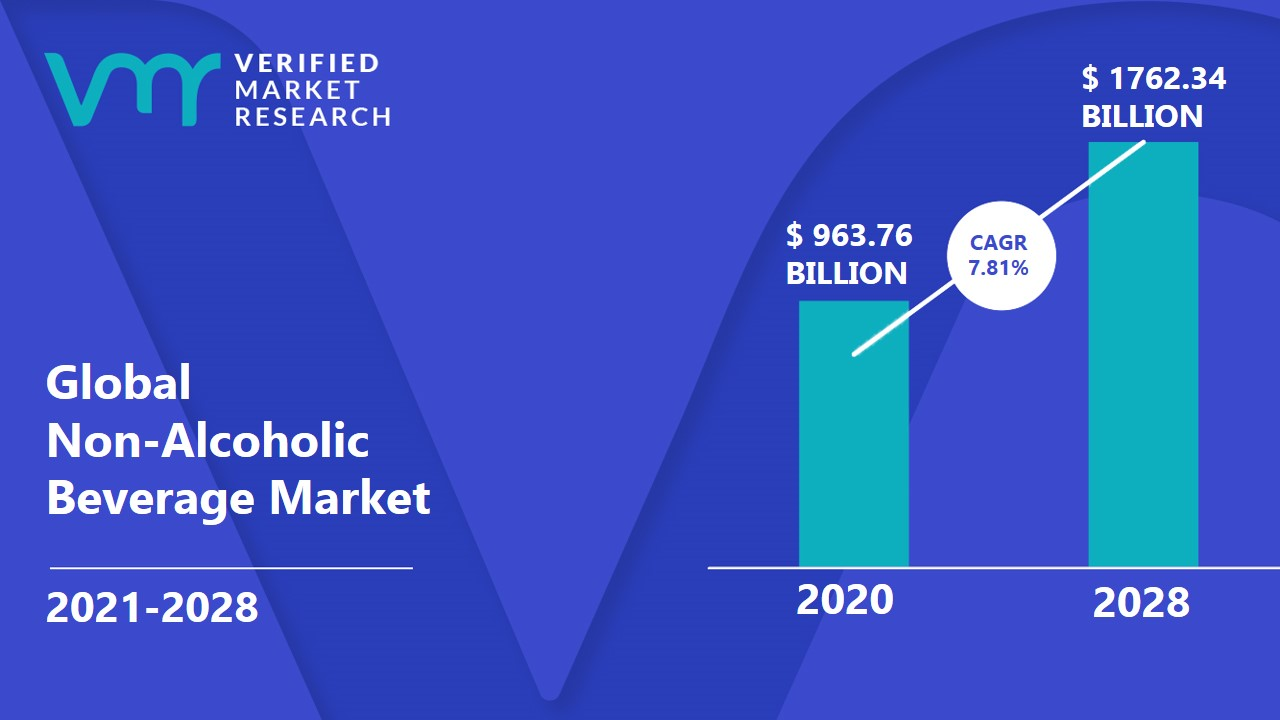 vmr
VERIFIED
MARKET
RESEARCH
Global
Non-Alcoholic
Beverage Market
2021-2028
$ 1762.34
BILLION
$ 963.76
BILLION
CAGR
7.81%
2020
2028